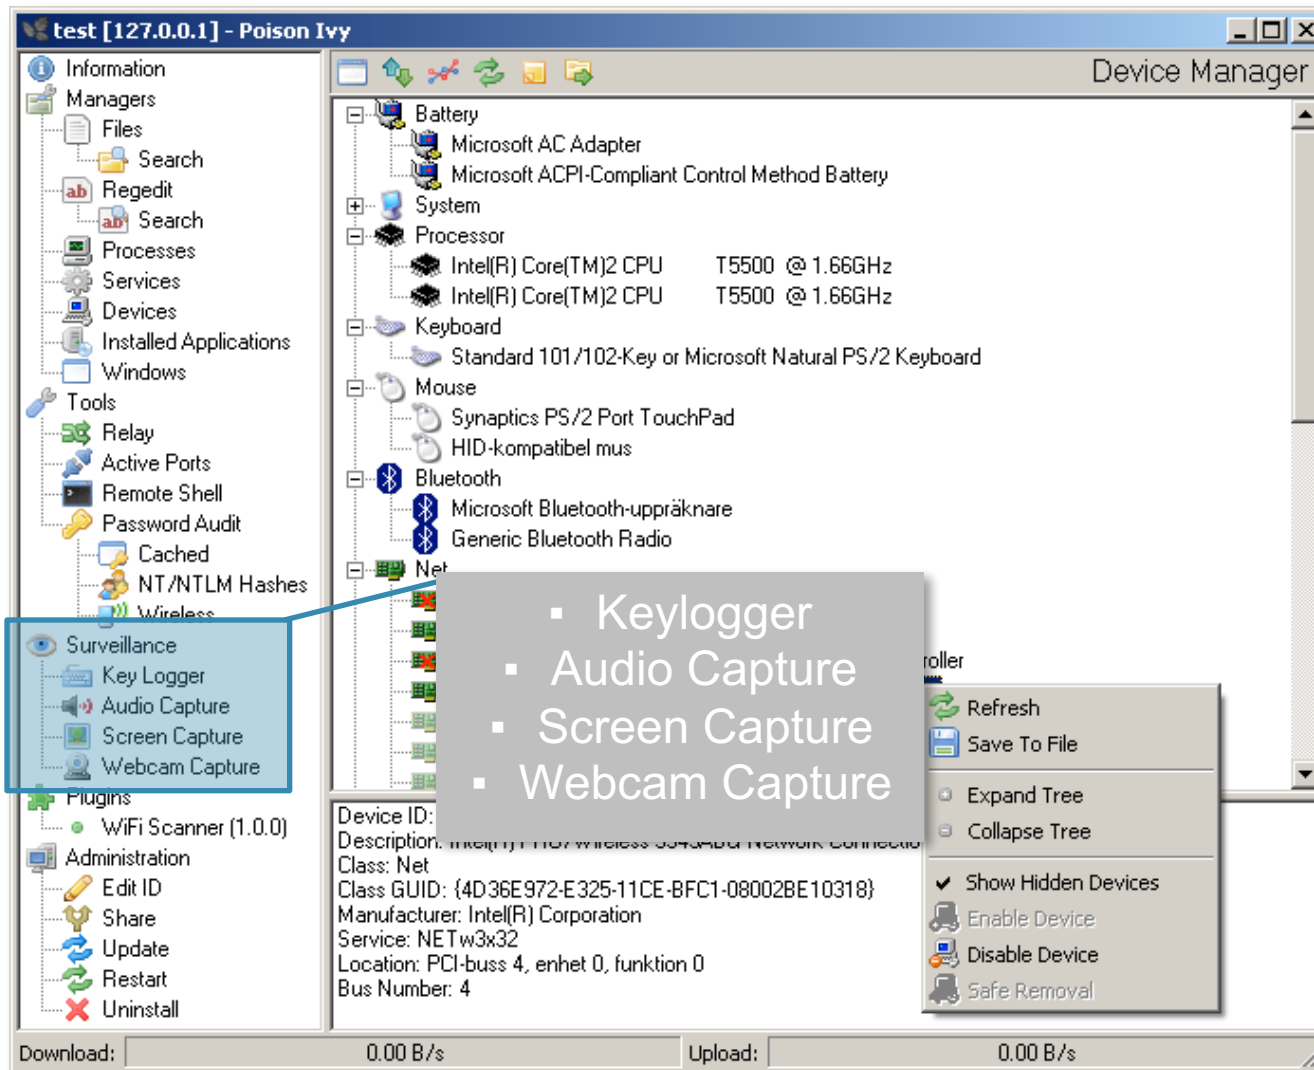 test [127.0.0.1] - Poison Ivy
Information
Managers
Files
Search
Regedit
Search
Processes
Services
Devices
Installed Applications
Windows
Tools
Relay
Active Ports
Remote Shell
Password Audit
Cached
NT/NTLM Hashes
Wireless
Surveillance
Key Logger
Audio Capture
Screen Capture
Webcam Capture
Plugins
WiFi Scanner (1.0.0)
Administration
Edit ID
Share
Update
Restart
Uninstall
Device Manager
Battery
Microsoft AC Adapter
Microsoft ACPI-Compliant Control Method Battery
System
Processor
Intel(R) Core(TM)2 CPU T5500 @ 1.66GHz
Intel(R) Core(TM)2 CPU T5500 @ 1.66GHz
Keyboard
Standard 101/102-Key or Microsoft Natural PS/2 Keyboard
Mouse
Synaptics PS/2 Port TouchPad
HID-kompatibel mus
Bluetooth
Microsoft Bluetooth-uppräknare
Generic Bluetooth Radio
Net
▪ Keylogger
▪ Audio Capture
▪ Screen Capture
▪ Webcam Capture
Refresh
Save To File
Expand Tree
Collapse Tree
Show Hidden Devices
Enable Device
Disable Device
Safe Removal
Device ID:
Description: Intel(R) Network
Class: Net
Class GUID: {4D36E972-E325-11CE-BFC1-08002BE10318}
Manufacturer: Intel(R) Corporation
Service: NETw3x32
Location: PCI-buss 4, enhet 0, funktion 0
Bus Number: 4
Download: 0.00 B/s Upload: 0.00 B/s